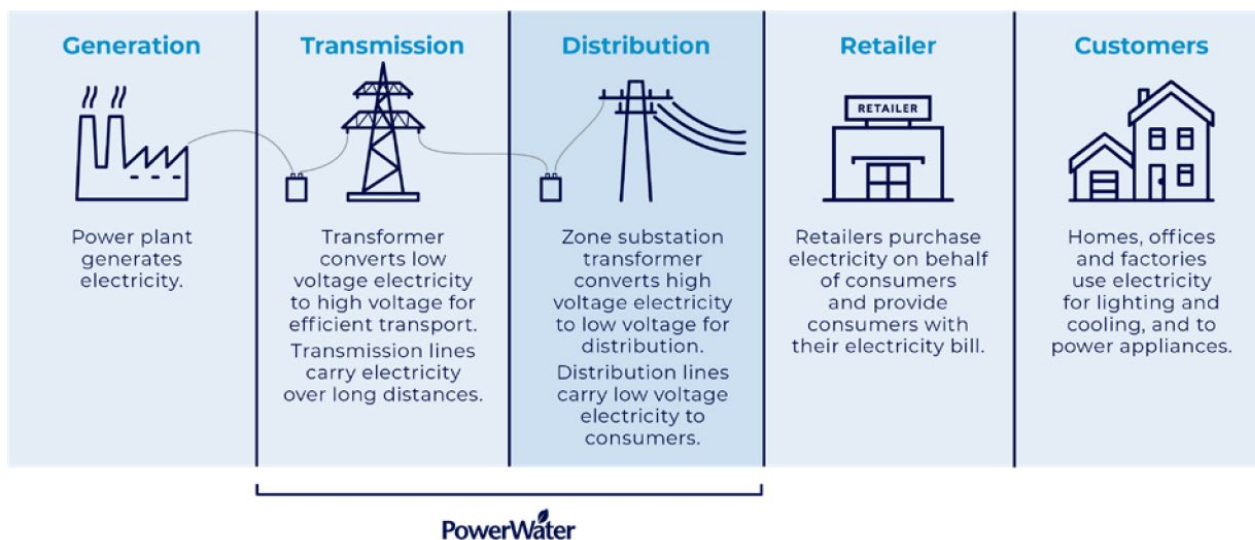 Generation
Transmission
Distribution
Retailer
Customers
RETAILER
Power plant
generates
electricity.
Transformer
converts low
voltage electricity
to high voltage for
efficient transport.
Transmission lines
carry electricity
over long distances.
Zone substation
transformer
converts high
voltage electricity
to low voltage for
distribution.
Distribution lines
carry low voltage
electricity to
consumers.
Retailers purchase
electricity on behalf
of consumers
and provide
consumers with
their electricity bill.
Homes, offices
and factories
use electricity
for lighting and
cooling, and to
power appliances.
PowerWater